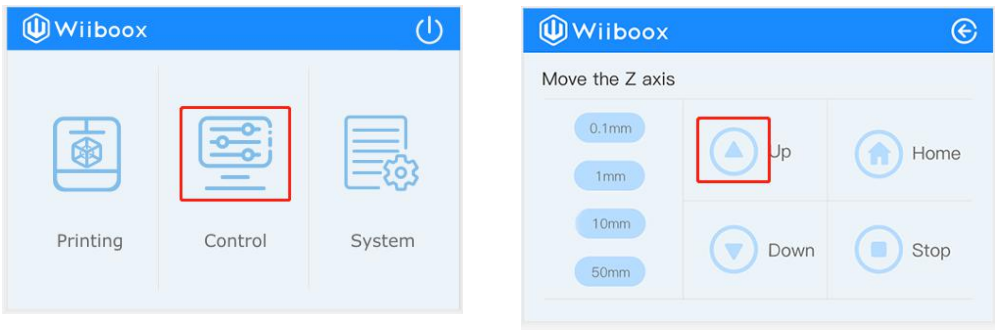 Wiiboox
Printing
Control
System
Wiiboox
Move the Z axis
0.1mm
1mm
10mm
50mm
Up
Home
Down
Stop